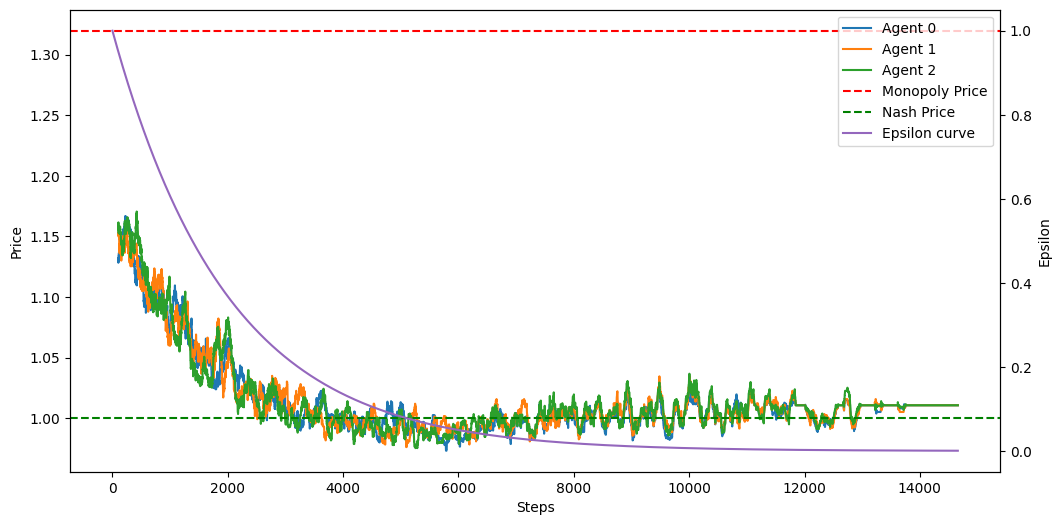 1.30
1.25
1.20
1.15
1.10
1.05
1.00
Price
0
2000
4000
6000
8000
10000
12000
14000
Steps
1.0
0.8
0.6
0.4
0.2
0.0
Epsilon
Agent 0
Agent 1
Agent 2
Monopoly Price
Nash Price
Epsilon curve